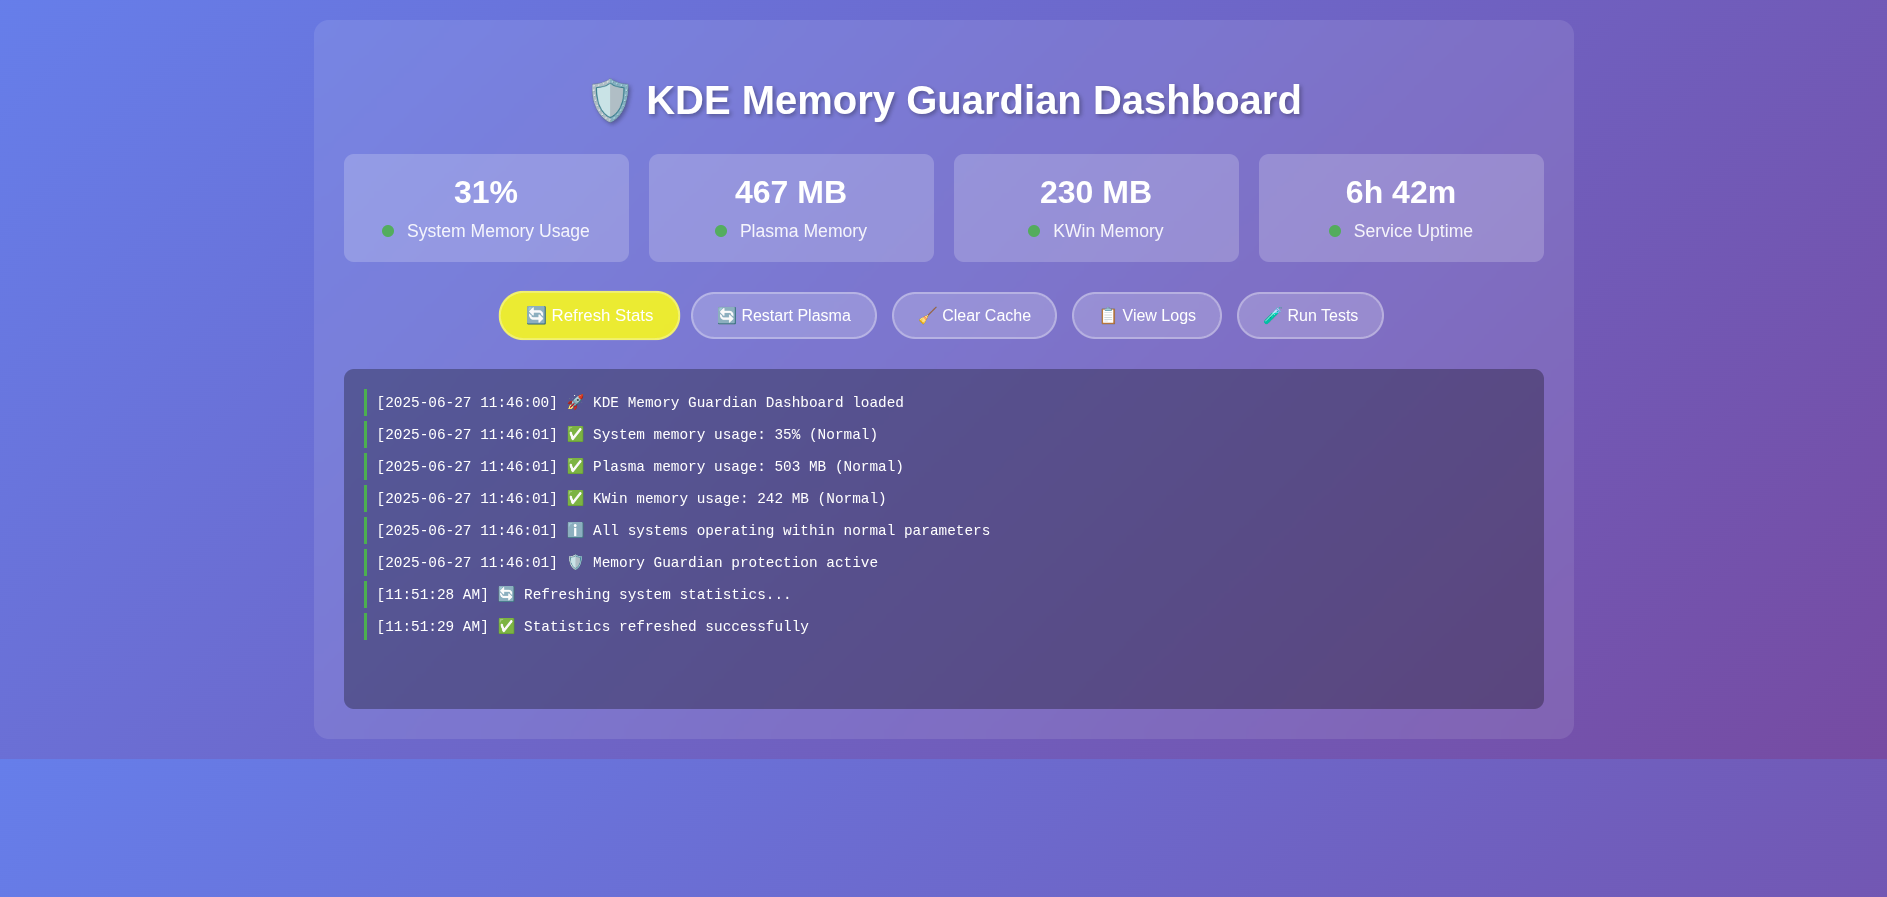 🛡️ KDE Memory Guardian Dashboard
31%
System Memory Usage
467 MB
Plasma Memory
230 MB
KWin Memory
6h 42m
Service Uptime
🔄 Refresh Stats
🔄 Restart Plasma
🧹 Clear Cache
📋 View Logs
🧪 Run Tests
[2025-06-27 11:46:00] 🚀 KDE Memory Guardian Dashboard loaded
[2025-06-27 11:46:01] ✅ System memory usage: 35% (Normal)
[2025-06-27 11:46:01] ✅ Plasma memory usage: 503 MB (Normal)
[2025-06-27 11:46:01] ✅ KWin memory usage: 242 MB (Normal)
[2025-06-27 11:46:01] ℹ️ All systems operating within normal parameters
[2025-06-27 11:46:01] 🛡️ Memory Guardian protection active
[11:51:28 AM] 🔄 Refreshing system statistics...
[11:51:29 AM] ✅ Statistics refreshed successfully